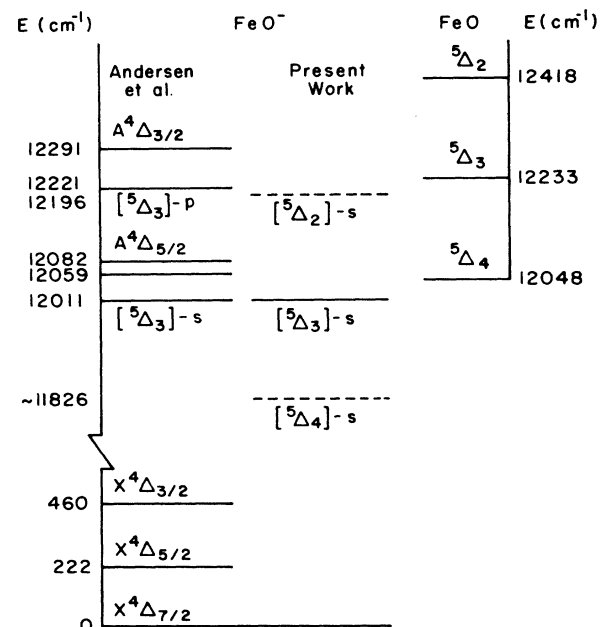 E (cm⁻¹) FeO⁻ FeO E(cm⁻¹)
Andersen et al. Present Work
⁵Δ₂
12418
A⁴Δ₃/₂
12291
⁵Δ₃
12233
12221
12196 [⁵Δ₃]-p [⁵Δ₂]-s
A⁴Δ₅/₂
12082
12059
⁵Δ₄
12048
12011
[⁵Δ₃]-s [⁵Δ₃]-s
~11826
[⁵Δ₄]-s
X⁴Δ₃/₂
460
X⁴Δ₅/₂
222
X⁴Δ₇/₂
0